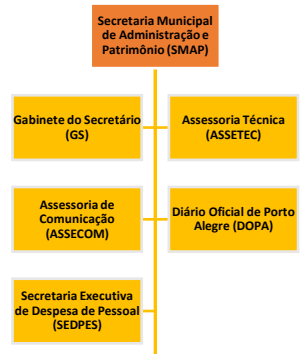 Secretaria Municipal
de Administração e
Patrimônio (SMAP)
Gabinete do Secretário
(GS)
Assessoria Técnica
(ASSETEC)
Assessoria de
Comunicação
(ASSECOM)
Diário Oficial de Porto
Alegre (DOPA)
Secretaria Executiva
de Despesa de Pessoal
(SEDPES)